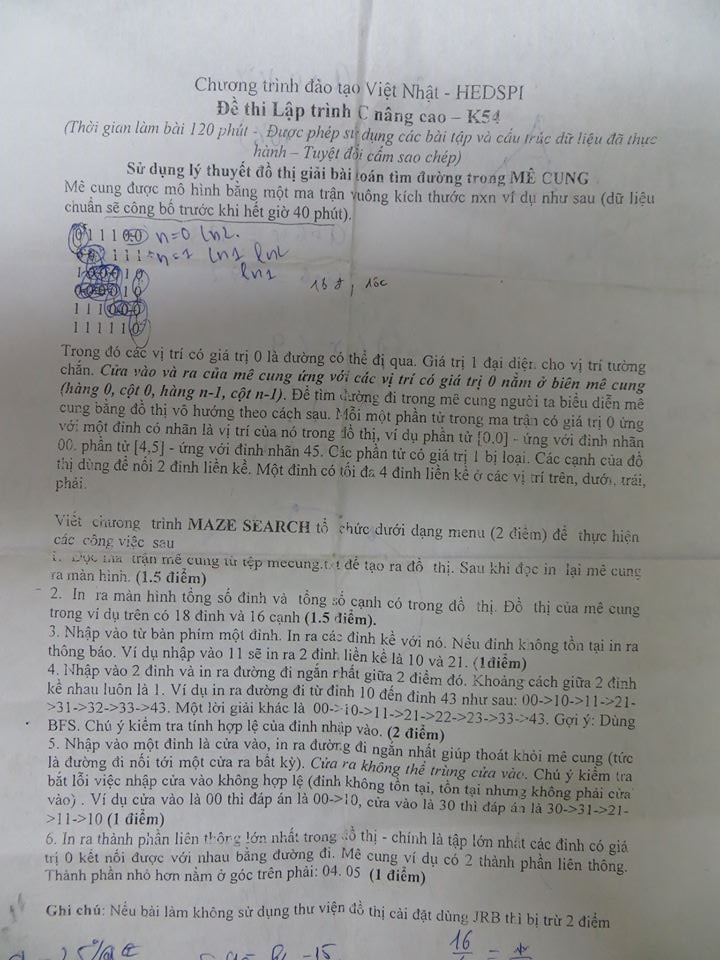 Chương trình đào tạo Việt Nhật - HEDSPI
Đề thi Lập trình C nâng cao – K54
(Thời gian làm bài 120 phút - Được phép sử dụng các bài tập và cấu trúc dữ liệu đã thực
hành – Tuyệt đối cấm sao chép)
Sử dụng lý thuyết đồ thị giải bài toán tìm đường trong MÊ CUNG
Mê cung được mô hình bằng một ma trận vuông kích thước nxn ví dụ như sau (dữ liệu
chuẩn sẽ công bố trước khi hết giờ 40 phút).
0 1 1 1 0 0 n=0 ln2.
0 0 1 1 1 1 n=1 ln1 ln2
1 0 0 0 1 0 ln1
0 0 0 0 1 0
1 1 1 0 0 0
1 1 1 1 1 0
Trong đó các vị trí có giá trị 0 là đường có thể đi qua. Giá trị 1 đại diện cho vị trí tường
chắn. Cửa vào và ra của mê cung ứng với các vị trí có giá trị 0 nằm ở biên mê cung
(hàng 0, cột 0, hàng n-1, cột n-1). Để tìm đường đi trong mê cung người ta biểu diễn mê
cung bằng đồ thị vô hướng theo cách sau. Mỗi một phần tử trong ma trận có giá trị 0 ứng
với một đỉnh có nhãn là vị trí của nó trong đồ thị, ví dụ phần tử [0,0] - ứng với đỉnh nhãn
00. phần tử [4,5] - ứng với đỉnh nhãn 45. Các phần tử có giá trị 1 bị loại. Các cạnh của đồ
thị dùng để nối 2 đỉnh liền kề. Một đỉnh có tối đa 4 đỉnh liền kề ở các vị trí trên, dưới, trái,
phải.
Viết chương trình MAZE SEARCH tổ chức dưới dạng menu (2 điểm) để thực hiện
các công việc sau
1. Đọc ma trận mê cung từ tệp mecung.txt để tạo ra đồ thị. Sau khi đọc in lại mê cung
ra màn hình. (1.5 điểm)
2. In ra màn hình tổng số đỉnh và tổng số cạnh có trong đồ thị. Đồ thị của mê cung
trong ví dụ trên có 18 đỉnh và 16 cạnh (1.5 điểm).
3. Nhập vào từ bàn phím một đỉnh. In ra các đỉnh kề với nó. Nếu đỉnh không tồn tại in ra
thông báo. Ví dụ nhập vào 11 sẽ in ra 2 đỉnh liền kề là 10 và 21. (1điểm)
4. Nhập vào 2 đỉnh và in ra đường đi ngắn nhất giữa 2 điểm đó. Khoảng cách giữa 2 đỉnh
kề nhau luôn là 1. Ví dụ in ra đường đi từ đỉnh 10 đến đỉnh 43 như sau: 00->10->11->21-
>31->32->33->43. Một lời giải khác là 00->10->11->21->22->23->33->43. Gợi ý: Dùng
BFS. Chú ý kiểm tra tính hợp lệ của đỉnh nhập vào. (2 điểm)
5. Nhập vào một đỉnh là cửa vào, in ra đường đi ngắn nhất giúp thoát khỏi mê cung (tức
là đường đi nối tới một cửa ra bất kỳ). Cửa ra không thể trùng cửa vào. Chú ý kiểm tra
bắt lỗi việc nhập cửa vào không hợp lệ (đỉnh không tồn tại, tồn tại nhưng không phải cửa
vào) . Ví dụ cửa vào là 00 thì đáp án là 00->10, cửa vào là 30 thì đáp án là 30->31->21-
>11->10 (1 điểm)
6. In ra thành phần liên thông lớn nhất trong đồ thị - chính là tập lớn nhất các đỉnh có giá
trị 0 kết nối được với nhau bằng đường đi. Mê cung ví dụ có 2 thành phần liên thông.
Thành phần nhỏ hơn nằm ở góc trên phải: 04. 05 (1 điểm)
Ghi chú: Nếu bài làm không sử dụng thư viện đồ thị cài đặt dùng JRB thì bị trừ 2 điểm
16